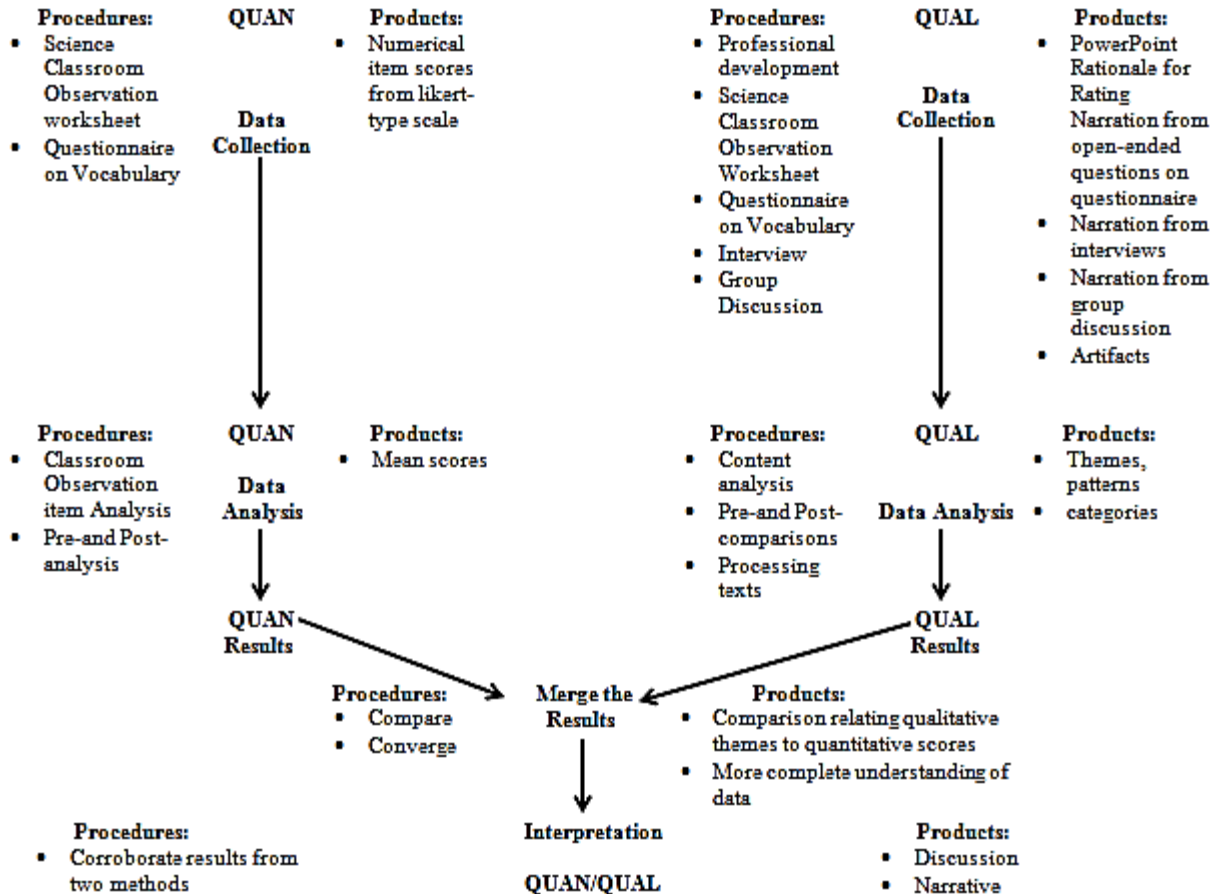 Procedures:
• Science
Classroom
Observation
worksheet
• Questionnaire
on Vocabulary
QUAN
Data
Collection
Products:
• Numerical
item scores
from likert-
type scale
Procedures:
• Professional
development
• Science
Classroom
Observation
Worksheet
• Questionnaire
on Vocabulary
• Interview
• Group
Discussion
QUAL
Data
Collection
Products:
• PowerPoint
Rationale for
Rating
Narration from
open-ended
questions on
questionnaire
• Narration from
interviews
• Narration from
group
discussion
• Artifacts
Procedures:
• Classroom
Observation
item Analysis
• Pre-and Post-
analysis
QUAN
Data
Analysis
Products:
• Mean scores
Procedures:
• Content
analysis
• Pre-and Post-
comparisons
• Processing
texts
QUAL
Data Analysis
Products:
• Themes,
patterns
• categories
QUAN
Results
QUAL
Results
Procedures:
• Compare
• Converge
Merge the
Results
Products:
• Comparison relating qualitative
themes to quantitative scores
• More complete understanding of
data
Procedures:
• Corroborate results from
two methods
Interpretation
QUAN/QUAL
Products:
• Discussion
• Narrative